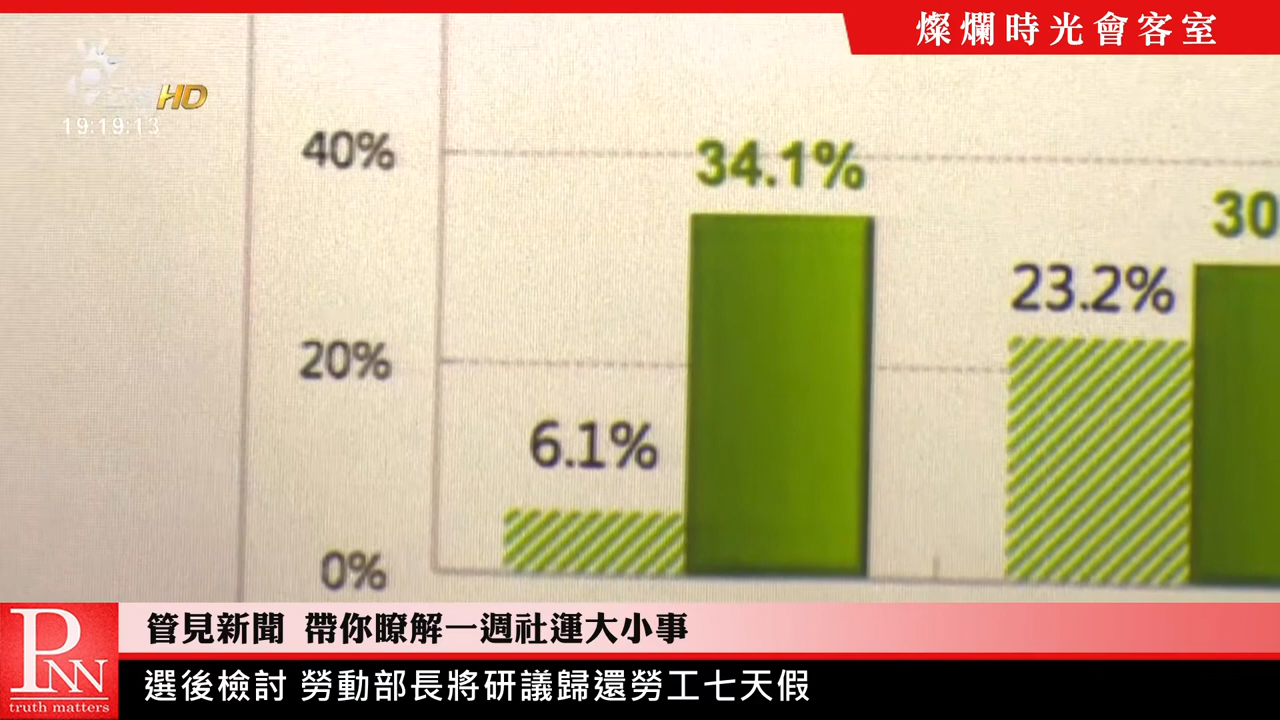 燦爛時光會客室
HD
19:19:13
40%
34.1%
30
23.2%
20%
6.1%
0%
PNN
truth matters
管見新聞 帶你瞭解一週社運大小事
選後檢討 勞動部長將研議歸還勞工七天假